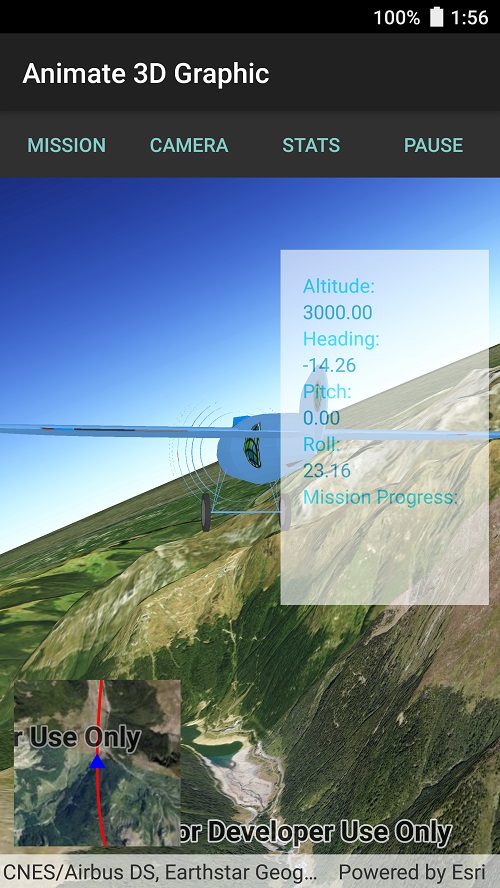 100% 1:56
Animate 3D Graphic
MISSION CAMERA STATS PAUSE
Altitude:
3000.00
Heading:
-14.26
Pitch:
0.00
Roll:
23.16
Mission Progress:
r Use Only
or Developer Use Only
CNES/Airbus DS, Earthstar Geog... Powered by Esri